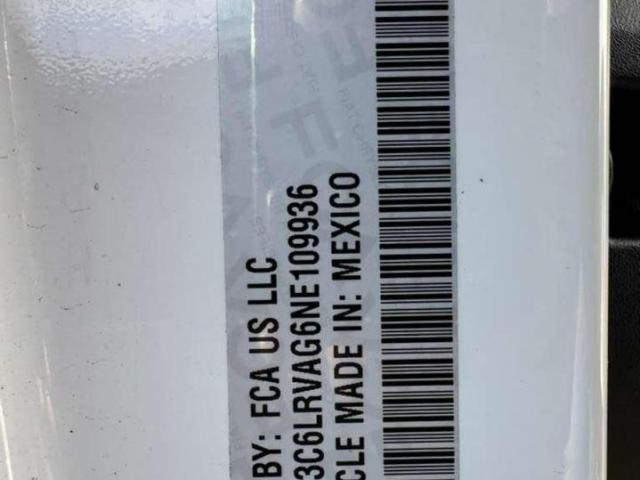 BY: FCA US LLC
3C6LRVAG6NE109936
CLE MADE IN: MEXICO